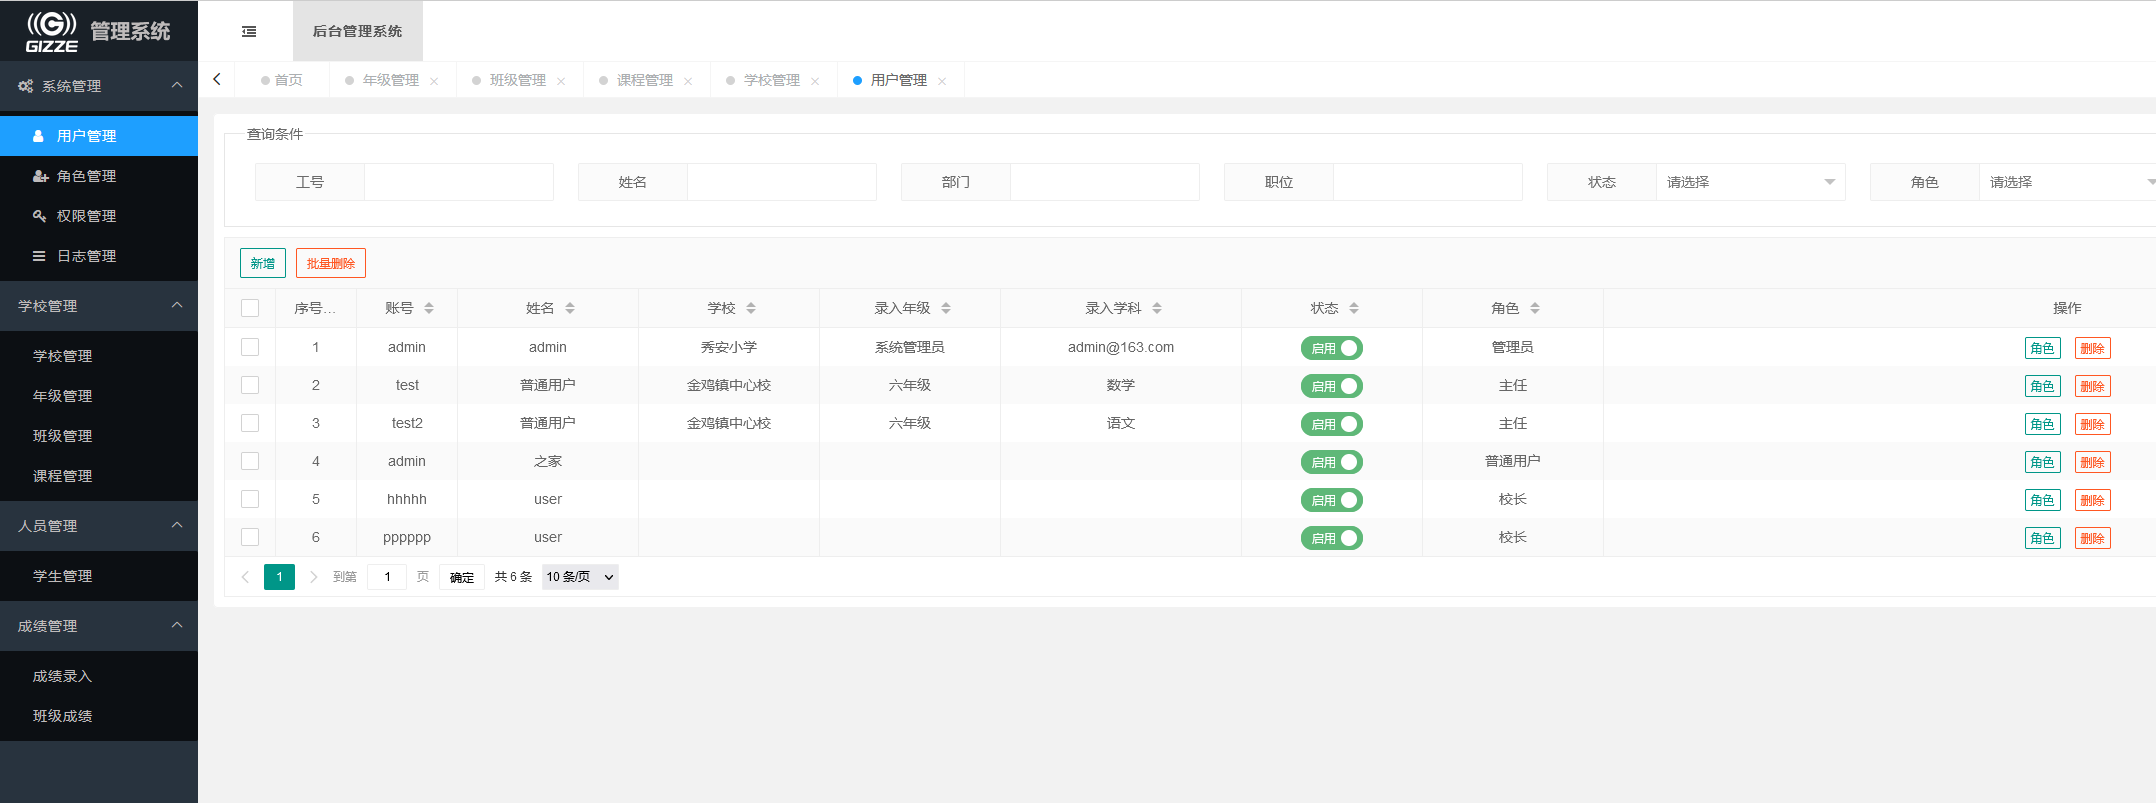 GIZZE 管理系统
后台管理系统
首页 年级管理 班级管理 课程管理 学校管理 用户管理
系统管理
用户管理
角色管理
权限管理
日志管理
学校管理
学校管理
年级管理
班级管理
课程管理
人员管理
学生管理
成绩管理
成绩录入
班级成绩
查询条件
工号 姓名 部门 职位 状态 请选择 角色 请选择
新增 批量删除
序号... 账号 姓名 学校 录入年级 录入学科 状态 角色 操作
1 admin admin 秀安小学 系统管理员 admin@163.com 启用 管理员 角色 删除
2 test 普通用户 金鸡镇中心校 六年级 数学 启用 主任 角色 删除
3 test2 普通用户 金鸡镇中心校 六年级 语文 启用 主任 角色 删除
4 admin 之家 启用 普通用户 角色 删除
5 hhhhh user 启用 校长 角色 删除
6 pppppp user 启用 校长 角色 删除
1 到第 1 页 确定 共 6 条 10 条/页